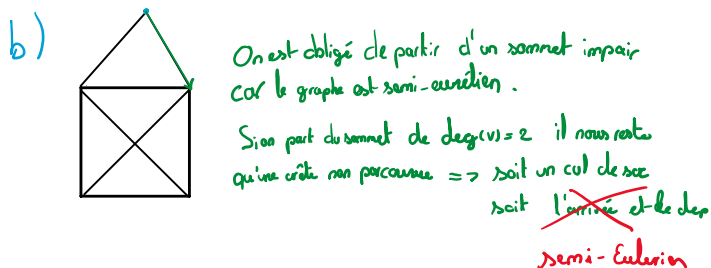 b)
On est obligé de partir d'un sommet impair
car le graphe est semi-eurélien.
Si on part du sommet de deg(v) = 2 il nous reste
qu'une arête non parcourue => soit un cul de sac
soit l'arrivée et le dep
semi-Eulerien